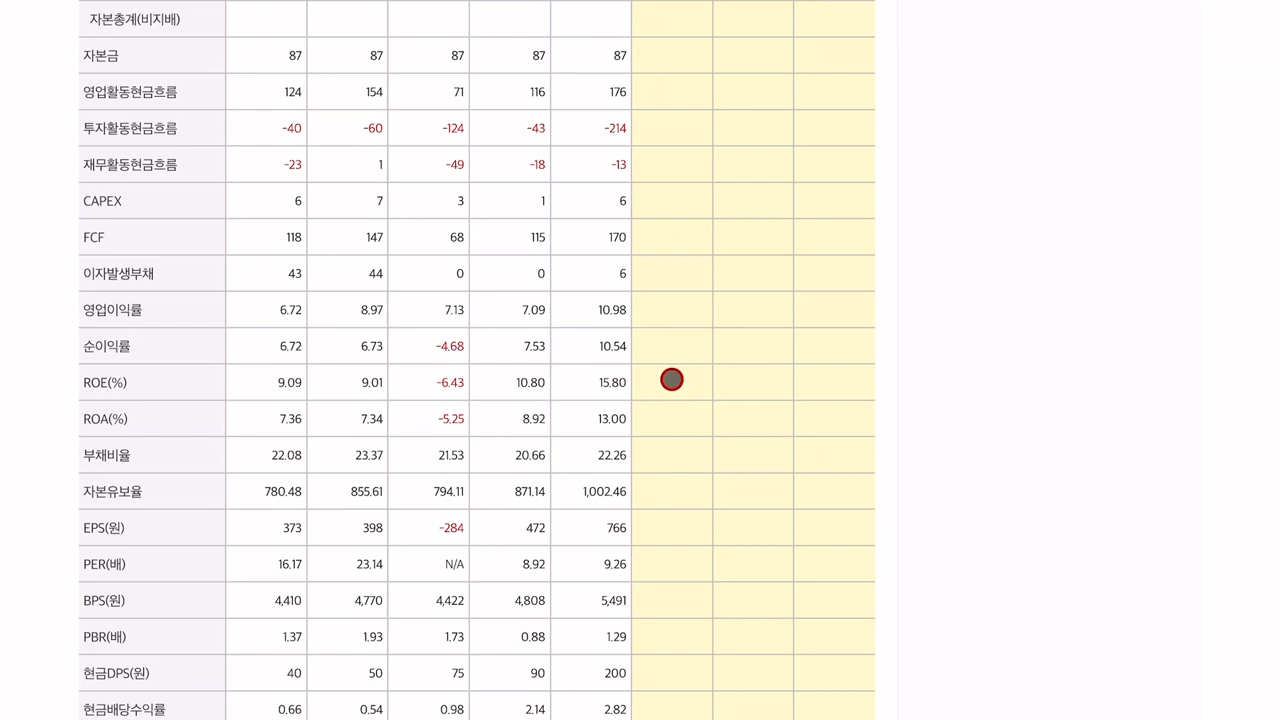 자본총계(비지배)
자본금 87 87 87 87 87
영업활동현금흐름 124 154 71 116 176
투자활동현금흐름 -40 -60 -124 -43 -214
재무활동현금흐름 -23 1 -49 -18 -13
CAPEX 6 7 3 1 6
FCF 118 147 68 115 170
이자발생부채 43 44 0 0 6
영업이익률 6.72 8.97 7.13 7.09 10.98
순이익률 6.72 6.73 -4.68 7.53 10.54
ROE(%) 9.09 9.01 -6.43 10.80 15.80
ROA(%) 7.36 7.34 -5.25 8.92 13.00
부채비율 22.08 23.37 21.53 20.66 22.26
자본유보율 780.48 855.61 794.11 871.14 1,002.46
EPS(원) 373 398 -284 472 766
PER(배) 16.17 23.14 N/A 8.92 9.26
BPS(원) 4,410 4,770 4,422 4,808 5,491
PBR(배) 1.37 1.93 1.73 0.88 1.29
현금DPS(원) 40 50 75 90 200
현금배당수익률 0.66 0.54 0.98 2.14 2.82